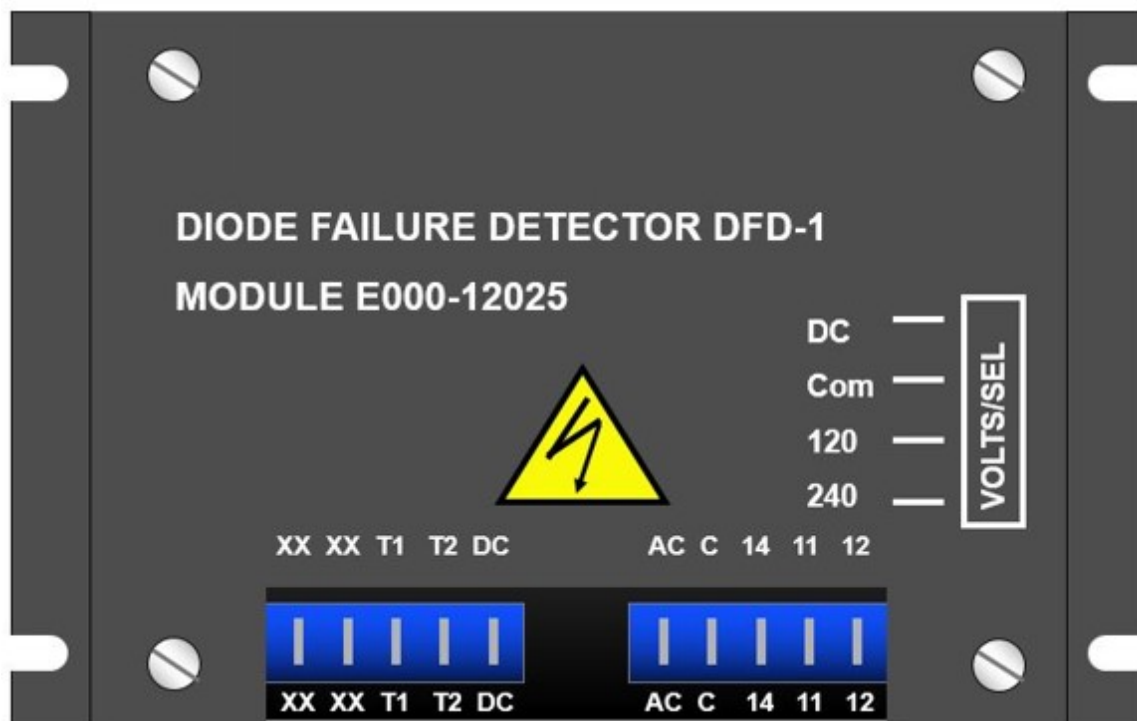 DIODE FAILURE DETECTOR DFD-1
MODULE E000-12025
DC
Com
120
240
VOLTS/SEL
XX XX T1 T2 DC AC C 14 11 12
XX XX T1 T2 DC AC C 14 11 12